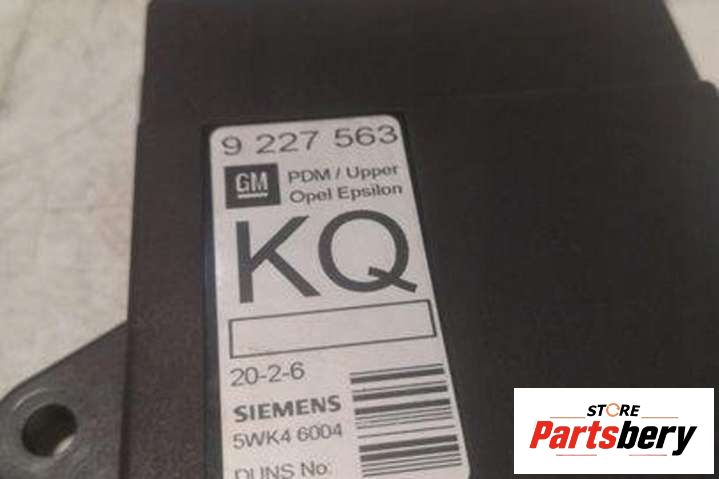 9 227 563
GM
PDM / Upper
Opel Epsilon
KQ
20-2-6
SIEMENS
5WK4 6004
DUNS No:
STORE
Partsbery